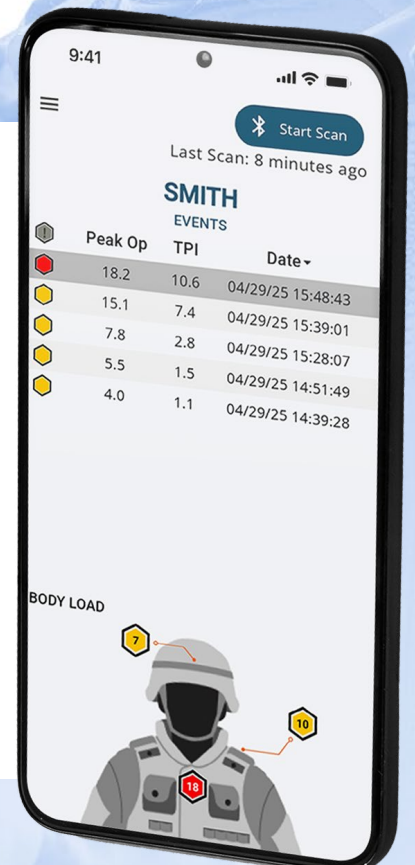 9:41
Start Scan
Last Scan: 8 minutes ago
SMITH
EVENTS
! Peak Op TPI Date
18.2 10.6 04/29/25 15:48:43
15.1 7.4 04/29/25 15:39:01
7.8 2.8 04/29/25 15:28:07
5.5 1.5 04/29/25 14:51:49
4.0 1.1 04/29/25 14:39:28
BODY LOAD
7
10
18